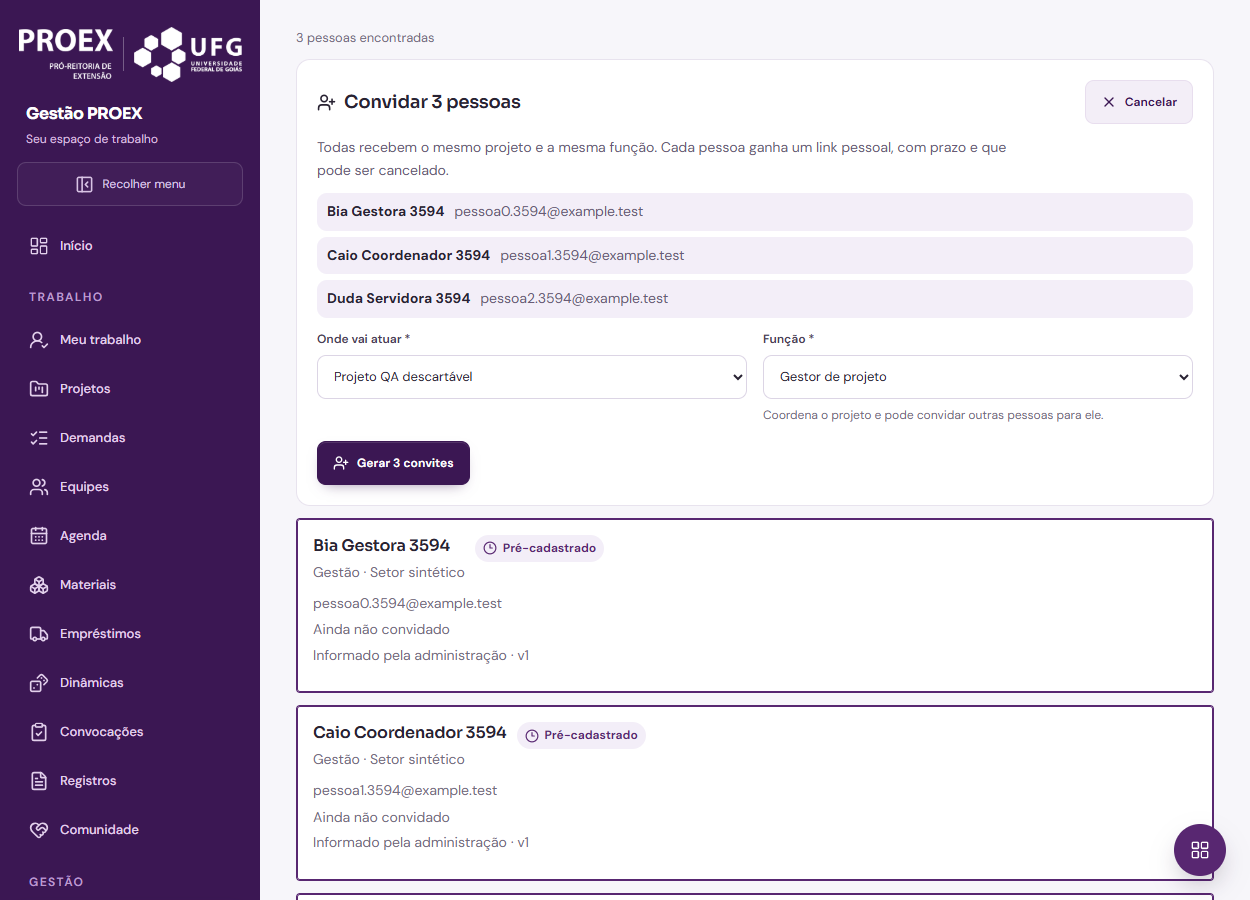 PROEX
PRÓ-REITORIA DE
EXTENSÃO
UFG
UNIVERSIDADE
FEDERAL DE GOIÁS
Gestão PROEX
Seu espaço de trabalho
Recolher menu
Início
TRABALHO
Meu trabalho
Projetos
Demandas
Equipes
Agenda
Materiais
Empréstimos
Dinâmicas
Convocações
Registros
Comunidade
GESTÃO
3 pessoas encontradas
Convidar 3 pessoas
Cancelar
Todas recebem o mesmo projeto e a mesma função. Cada pessoa ganha um link pessoal, com prazo e que
pode ser cancelado.
Bia Gestora 3594 pessoa0.3594@example.test
Caio Coordenador 3594 pessoa1.3594@example.test
Duda Servidora 3594 pessoa2.3594@example.test
Onde vai atuar * Função *
Projeto QA descartável Gestor de projeto
Coordena o projeto e pode convidar outras pessoas para ele.
Gerar 3 convites
Bia Gestora 3594 Pré-cadastrado
Gestão · Setor sintético
pessoa0.3594@example.test
Ainda não convidado
Informado pela administração · v1
Caio Coordenador 3594 Pré-cadastrado
Gestão · Setor sintético
pessoa1.3594@example.test
Ainda não convidado
Informado pela administração · v1